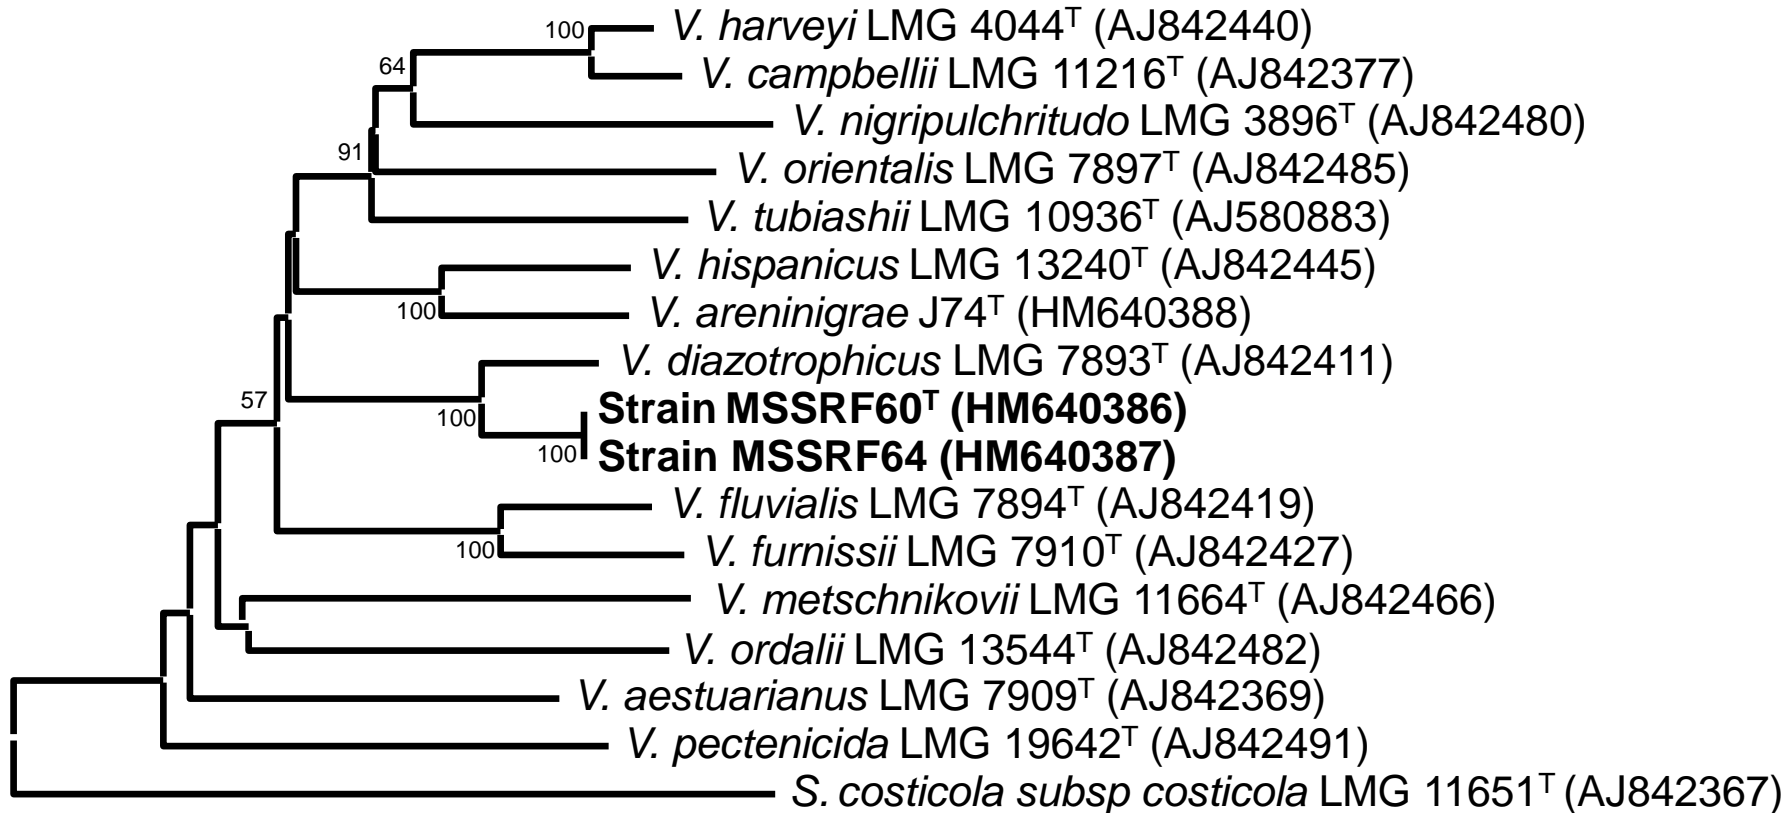 100 V. harveyi LMG 4044ᵀ (AJ842440)
64 V. campbellii LMG 11216ᵀ (AJ842377)
V. nigripulchritudo LMG 3896ᵀ (AJ842480)
91 V. orientalis LMG 7897ᵀ (AJ842485)
V. tubiashii LMG 10936ᵀ (AJ580883)
V. hispanicus LMG 13240ᵀ (AJ842445)
100 V. areninigrae J74ᵀ (HM640388)
V. diazotrophicus LMG 7893ᵀ (AJ842411)
57 100 Strain MSSRF60ᵀ (HM640386)
100 Strain MSSRF64 (HM640387)
V. fluvialis LMG 7894ᵀ (AJ842419)
100 V. furnissii LMG 7910ᵀ (AJ842427)
V. metschnikovii LMG 11664ᵀ (AJ842466)
V. ordalii LMG 13544ᵀ (AJ842482)
V. aestuarianus LMG 7909ᵀ (AJ842369)
V. pectenicida LMG 19642ᵀ (AJ842491)
S. costicola subsp costicola LMG 11651ᵀ (AJ842367)